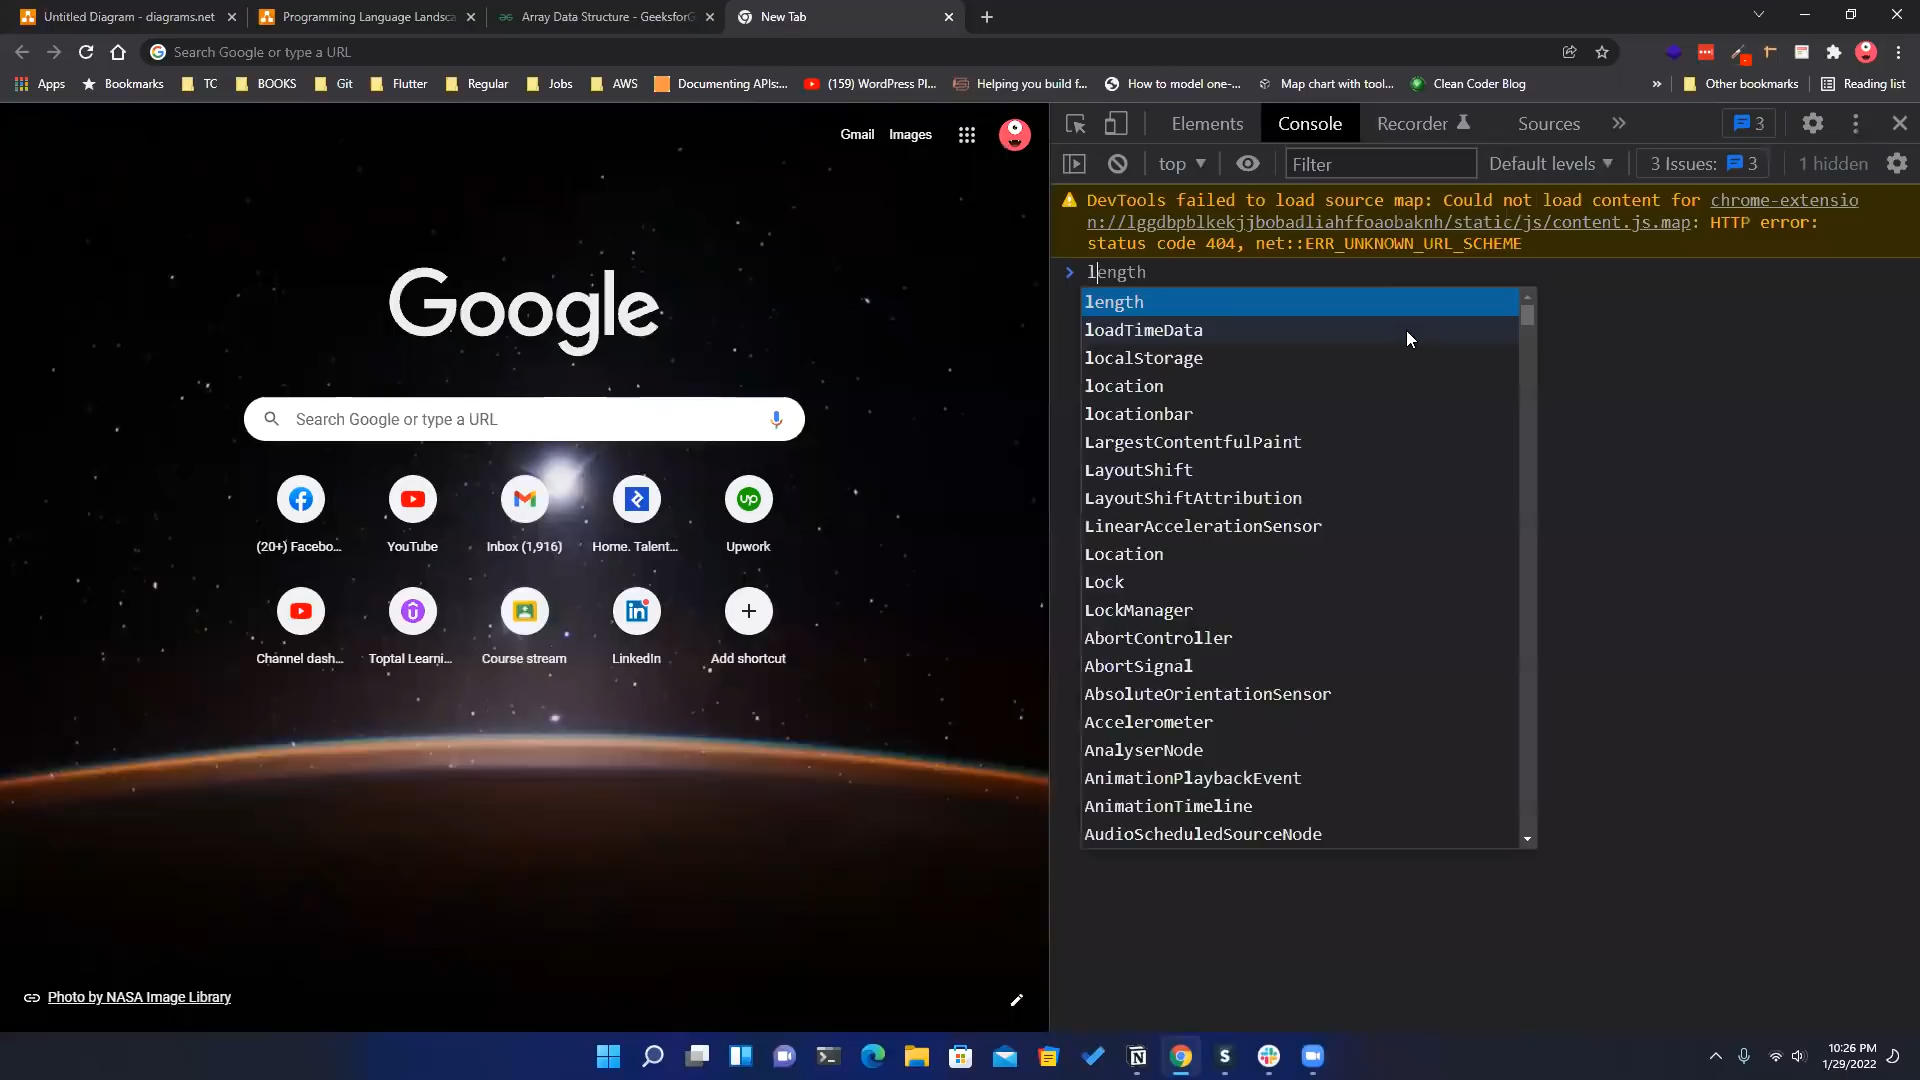 Untitled Diagram - diagrams.net
Programming Language Landsca
Array Data Structure - GeeksforG
New Tab
Search Google or type a URL
Apps
Bookmarks
TC
BOOKS
Git
Flutter
Regular
Jobs
AWS
Documenting APIs:...
(159) WordPress Pl...
Helping you build f...
How to model one-...
Map chart with tool...
Clean Coder Blog
»
Other bookmarks
Reading list
Gmail
Images
Google
Search Google or type a URL
(20+) Facebo...
YouTube
Inbox (1,916)
Home. Talent...
Upwork
Channel dash...
Toptal Learni...
Course stream
LinkedIn
Add shortcut
Photo by NASA Image Library
Elements
Console
Recorder
Sources
»
3
top
Filter
Default levels
3 Issues: 3
1 hidden
DevTools failed to load source map: Could not load content for chrome-extensio
n://lggdbpblkekjjbobadliahffoaobaknh/static/js/content.js.map: HTTP error:
status code 404, net::ERR_UNKNOWN_URL_SCHEME
length
length
loadTimeData
localStorage
location
locationbar
LargestContentfulPaint
LayoutShift
LayoutShiftAttribution
LinearAccelerationSensor
Location
Lock
LockManager
AbortController
AbortSignal
AbsoluteOrientationSensor
Accelerometer
AnalyserNode
AnimationPlaybackEvent
AnimationTimeline
AudioScheduledSourceNode
10:26 PM
1/29/2022